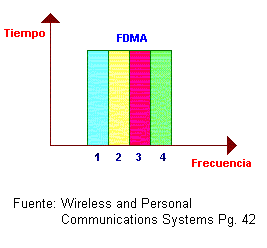 FDMA
Tiempo
1 2 3 4
Frecuencia
Fuente: Wireless and Personal
Communications Systems Pg. 42